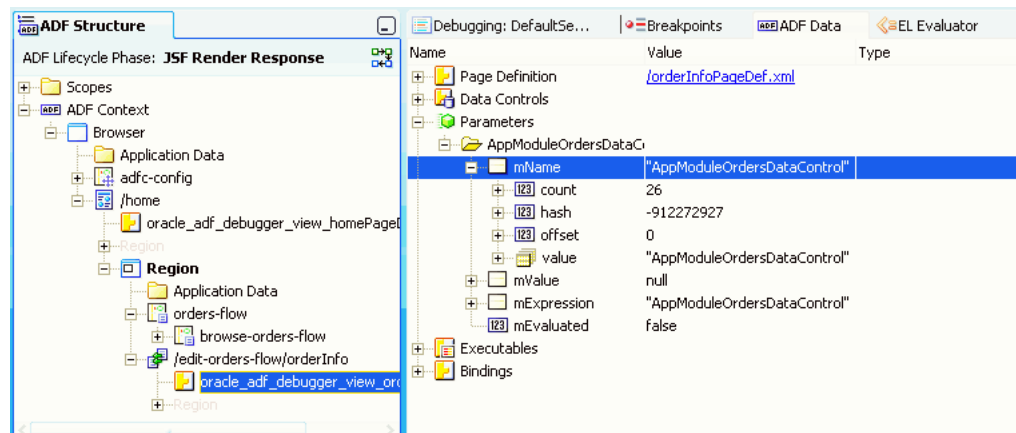 ADF Structure
ADF Lifecycle Phase: JSF Render Response
Scopes
ADF Context
Browser
Application Data
adfc-config
/home
oracle_adf_debugger_view_homePageD
Region
Region
Application Data
orders-flow
browse-orders-flow
/edit-orders-flow/orderInfo
oracle_adf_debugger_view_ord
Region
Debugging: DefaultSe... Breakpoints ADF Data EL Evaluator
Name Value Type
Page Definition /orderInfoPageDef.xml
Data Controls
Parameters
AppModuleOrdersDataCo
mName "AppModuleOrdersDataControl"
count 26
hash -912272927
offset 0
value "AppModuleOrdersDataControl"
mValue null
mExpression "AppModuleOrdersDataControl"
mEvaluated false
Executables
Bindings